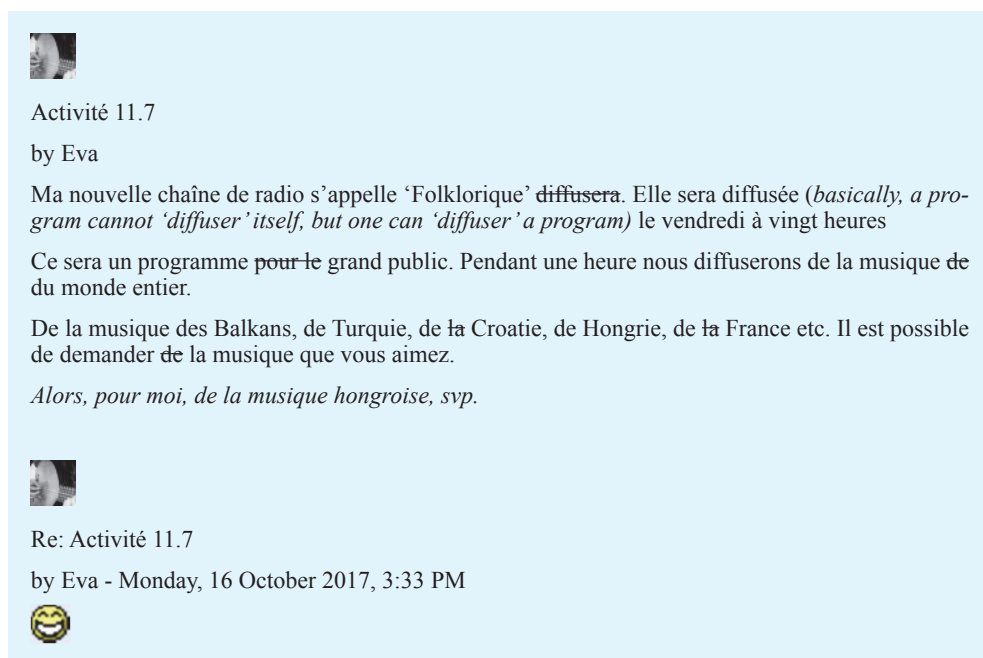 Activité 11.7
by Eva
Ma nouvelle chaîne de radio s’appelle ‘Folklorique’ diffusera. Elle sera diffusée (basically, a pro-
gram cannot ‘diffuser’ itself, but one can ‘diffuser’ a program) le vendredi à vingt heures
Ce sera un programme pour le grand public. Pendant une heure nous diffuserons de la musique de
du monde entier.
De la musique des Balkans, de Turquie, de la Croatie, de Hongrie, de la France etc. Il est possible
de demander de la musique que vous aimez.
Alors, pour moi, de la musique hongroise, svp.
Re: Activité 11.7
by Eva - Monday, 16 October 2017, 3:33 PM